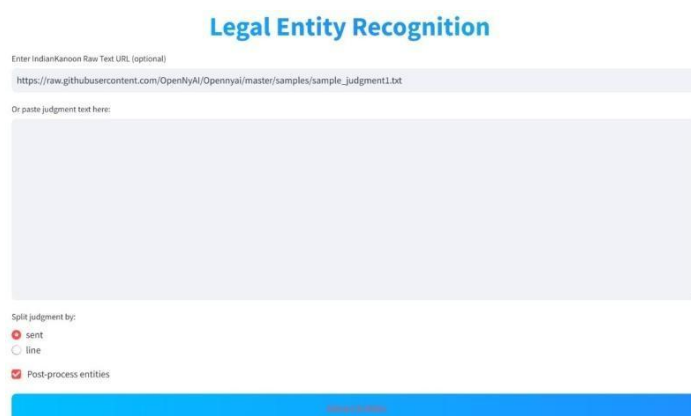 Legal Entity Recognition
Enter IndianKanoon Raw Text URL (optional)
https://raw.githubusercontent.com/OpenNyAI/Opennyai/master/samples/sample_judgment1.txt
Or paste judgment text here:
Split judgment by:
sent
line
Post-process entities